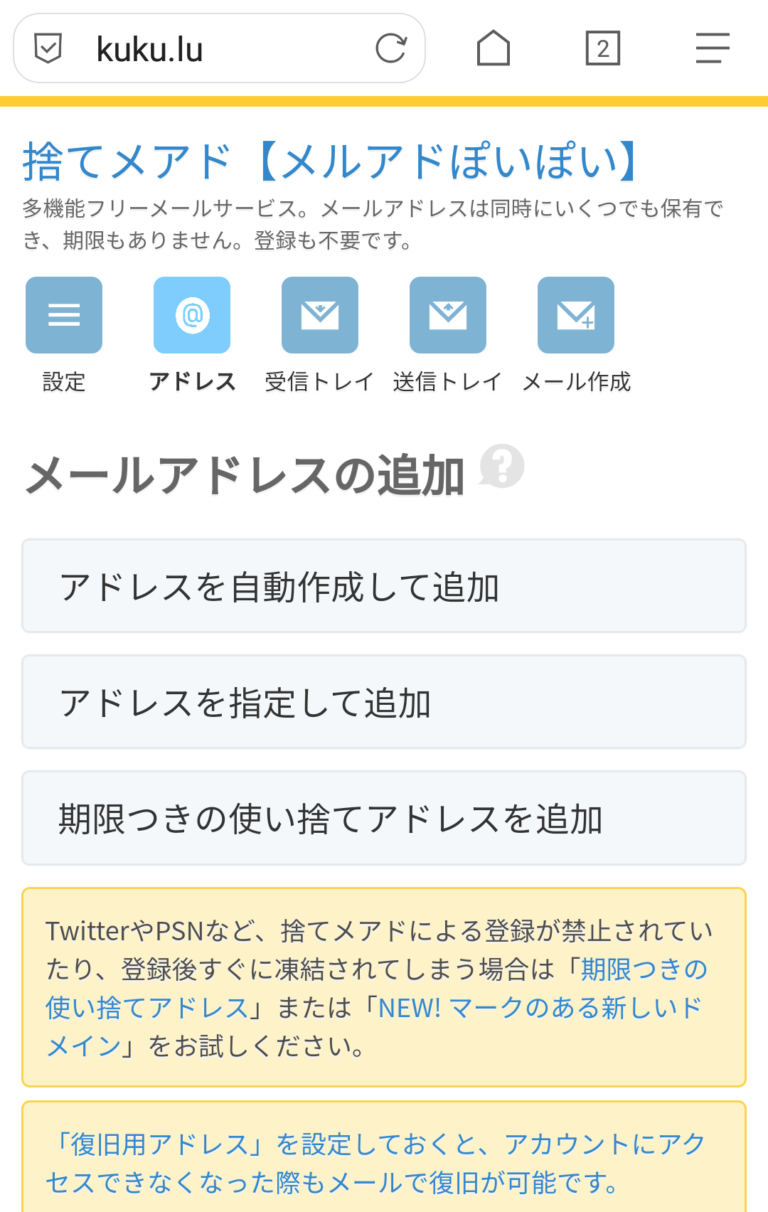 kuku.lu
2
捨てメアド【メルアドぽいぽい】
多機能フリーメールサービス。メールアドレスは同時にいくつでも保有で
き、期限もありません。登録も不要です。
@
設定 アドレス 受信トレイ 送信トレイ メール作成
メールアドレスの追加 ?
アドレスを自動作成して追加
アドレスを指定して追加
期限つきの使い捨てアドレスを追加
TwitterやPSNなど、捨てメアドによる登録が禁止されてい
たり、登録後すぐに凍結されてしまう場合は「期限つきの
使い捨てアドレス」または「NEW! マークのある新しいド
メイン」をお試しください。
「復旧用アドレス」を設定しておくと、アカウントにアク
セスできなくなった際もメールで復旧が可能です。